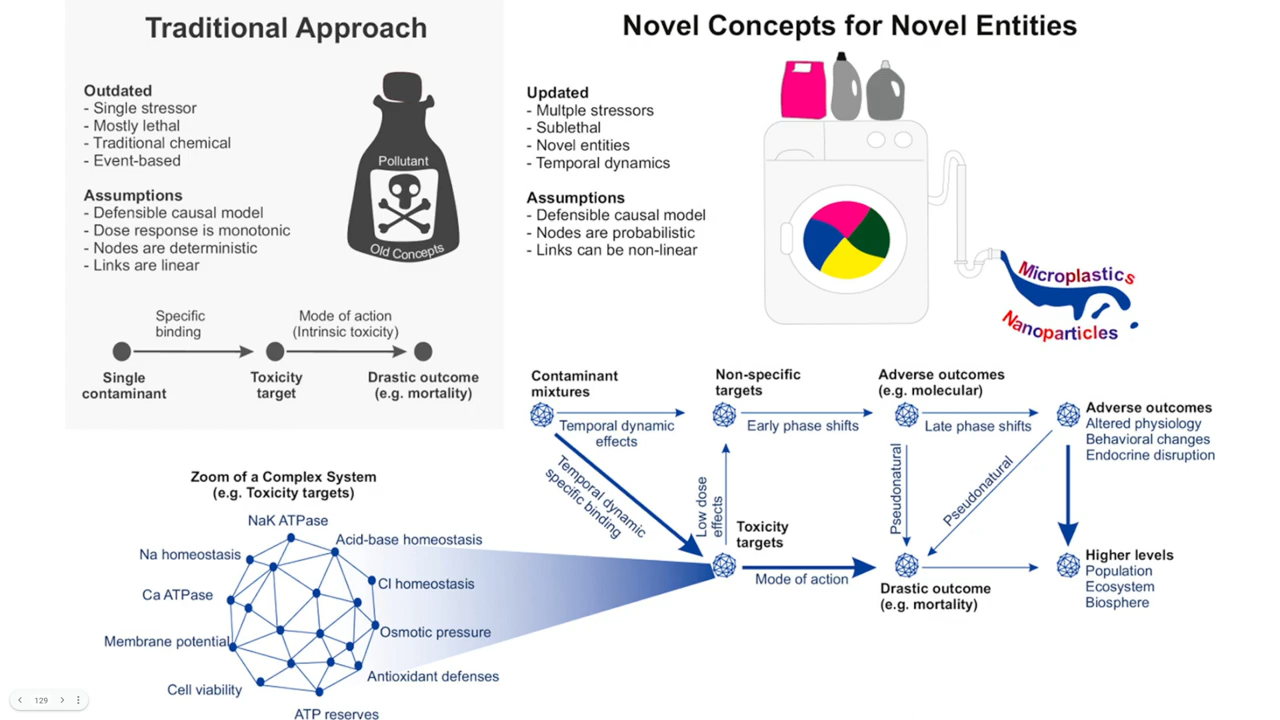 Traditional Approach
Outdated
- Single stressor
- Mostly lethal
- Traditional chemical
- Event-based
Assumptions
- Defensible causal model
- Dose response is monotonic
- Nodes are deterministic
- Links are linear
Pollutant
Old Concepts
Specific
binding
Mode of action
(Intrinsic toxicity)
Single
contaminant
Toxicity
target
Drastic outcome
(e.g. mortality)
Novel Concepts for Novel Entities
Updated
- Multple stressors
- Sublethal
- Novel entities
- Temporal dynamics
Assumptions
- Defensible causal model
- Nodes are probabilistic
- Links can be non-linear
Microplastics
Nanoparticles
Contaminant
mixtures
Temporal dynamic
effects
Non-specific
targets
Early phase shifts
Adverse outcomes
(e.g. molecular)
Late phase shifts
Adverse outcomes
Altered physiology
Behavioral changes
Endocrine disruption
Temporal dynamic
specific binding
Low dose
effects
Pseudonatural
Pseudonatural
Toxicity
targets
Mode of action
Drastic outcome
(e.g. mortality)
Higher levels
Population
Ecosystem
Biosphere
Zoom of a Complex System
(e.g. Toxicity targets)
NaK ATPase
Acid-base homeostasis
Na homeostasis
Cl homeostasis
Ca ATPase
Osmotic pressure
Membrane potential
Antioxidant defenses
Cell viability
ATP reserves
129